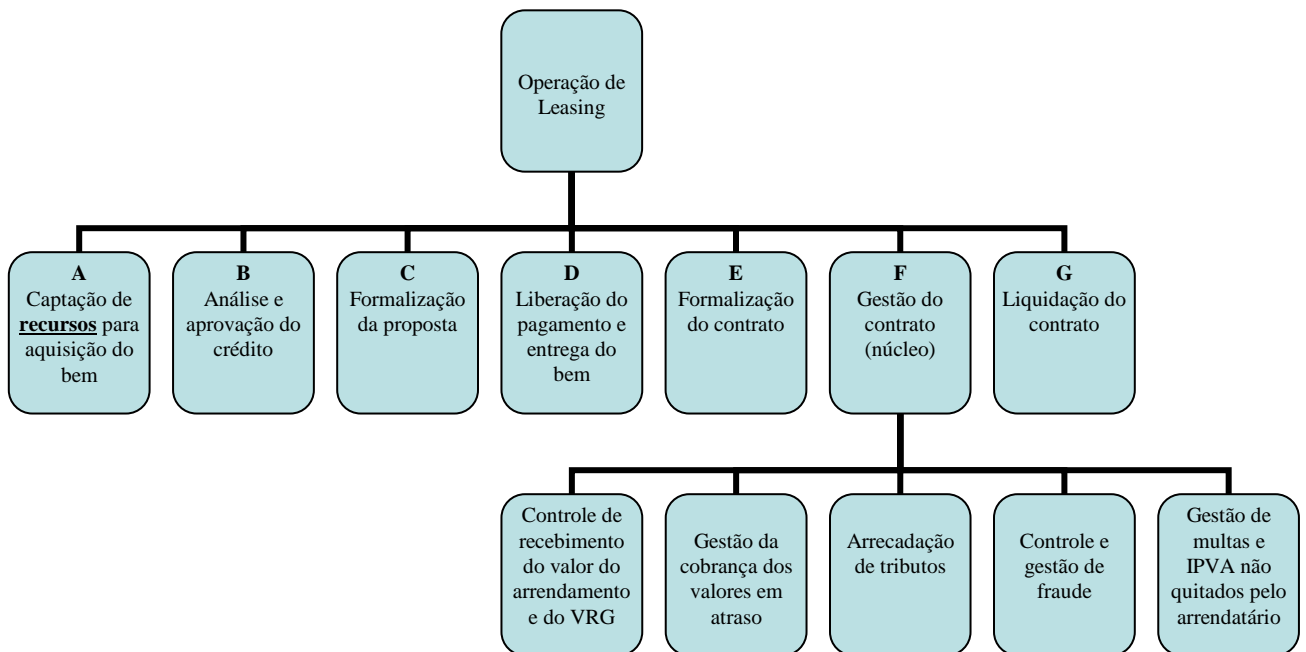 Operação de
Leasing
A
Captação de
recursos para
aquisição do
bem
B
Análise e
aprovação do
crédito
C
Formalização
da proposta
D
Liberação do
pagamento e
entrega do
bem
E
Formalização
do contrato
F
Gestão do
contrato
(núcleo)
G
Liquidação do
contrato
Controle de
recebimento
do valor do
arrendamento
e do VRG
Gestão da
cobrança dos
valores em
atraso
Arrecadação
de tributos
Controle e
gestão de
fraude
Gestão de
multas e
IPVA não
quitados pelo
arrendatário